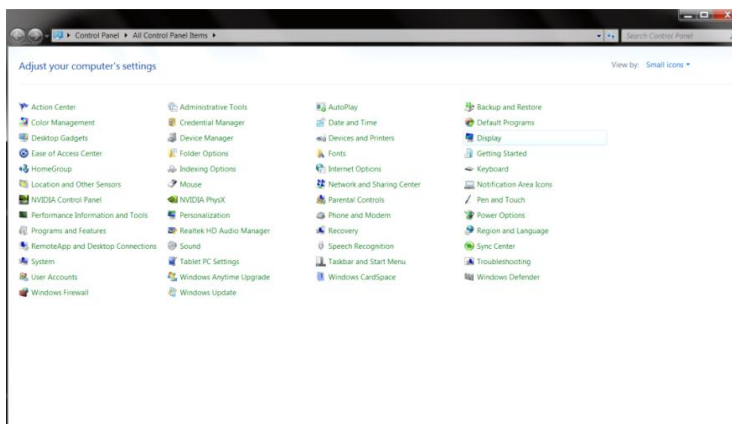 Control Panel All Control Panel Items Search Control Panel
Adjust your computer's settings View by: Small icons
Action Center Administrative Tools AutoPlay Backup and Restore
Color Management Credential Manager Date and Time Default Programs
Desktop Gadgets Device Manager Devices and Printers Display
Ease of Access Center Folder Options Fonts Getting Started
HomeGroup Indexing Options Internet Options Keyboard
Location and Other Sensors Mouse Network and Sharing Center Notification Area Icons
NVIDIA Control Panel NVIDIA PhysX Parental Controls Pen and Touch
Performance Information and Tools Personalization Phone and Modem Power Options
Programs and Features Realtek HD Audio Manager Recovery Region and Language
RemoteApp and Desktop Connections Sound Speech Recognition Sync Center
System Tablet PC Settings Taskbar and Start Menu Troubleshooting
User Accounts Windows Anytime Upgrade Windows CardSpace Windows Defender
Windows Firewall Windows Update